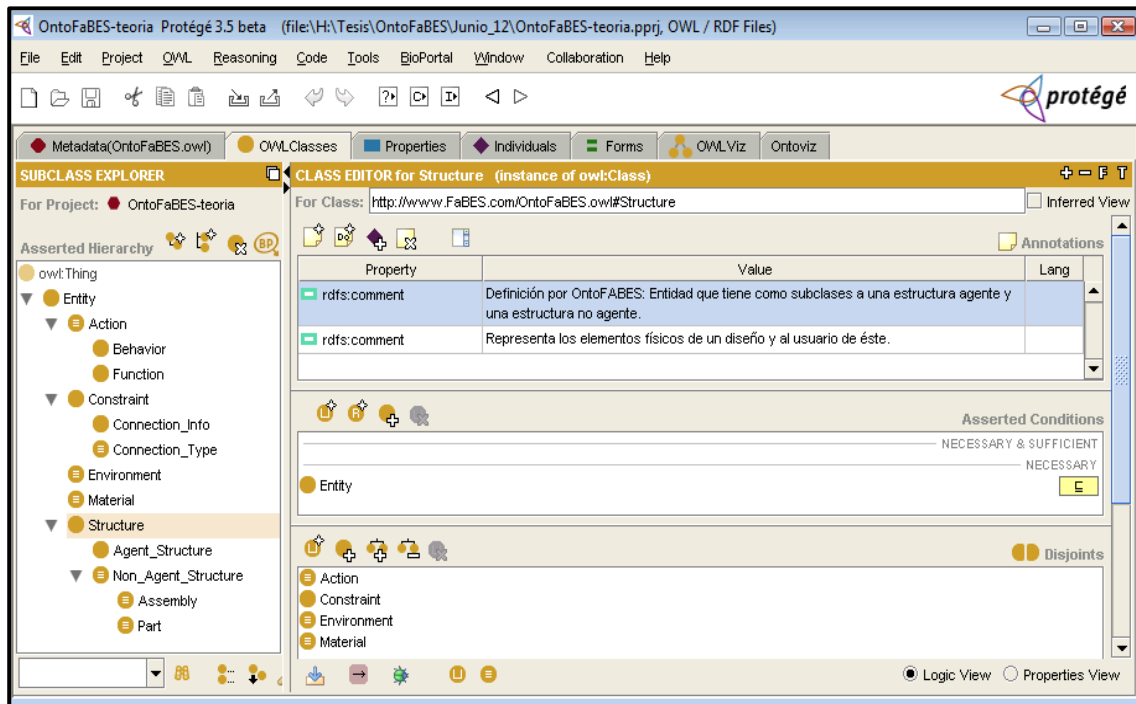 OntoFaBES-teoria Protégé 3.5 beta (file:\H:\Tesis\OntoFaBES\Junio_12\OntoFaBES-teoria.pprj, OWL / RDF Files)
File Edit Project OWL Reasoning Code Tools BioPortal Window Collaboration Help
protégé
Metadata(OntoFaBES.owl) OWLClasses Properties Individuals Forms OWLViz Ontoviz
SUBCLASS EXPLORER
CLASS EDITOR for Structure (instance of owl:Class)
F T
For Project: OntoFaBES-teoria
For Class: http://www.FaBES.com/OntoFaBES.owl#Structure
Inferred View
Asserted Hierarchy
BP
Annotations
Property Value Lang
rdfs:comment Definición por OntoFABES: Entidad que tiene como subclases a una estructura agente y
una estructura no agente.
rdfs:comment Representa los elementos físicos de un diseño y al usuario de éste.
owl:Thing
Entity
Action
Behavior
Function
Constraint
Connection_Info
Connection_Type
Environment
Material
Structure
Agent_Structure
Non_Agent_Structure
Assembly
Part
Asserted Conditions
NECESSARY & SUFFICIENT
NECESSARY
Entity ⊑
Disjoints
Action
Constraint
Environment
Material
Logic View Properties View